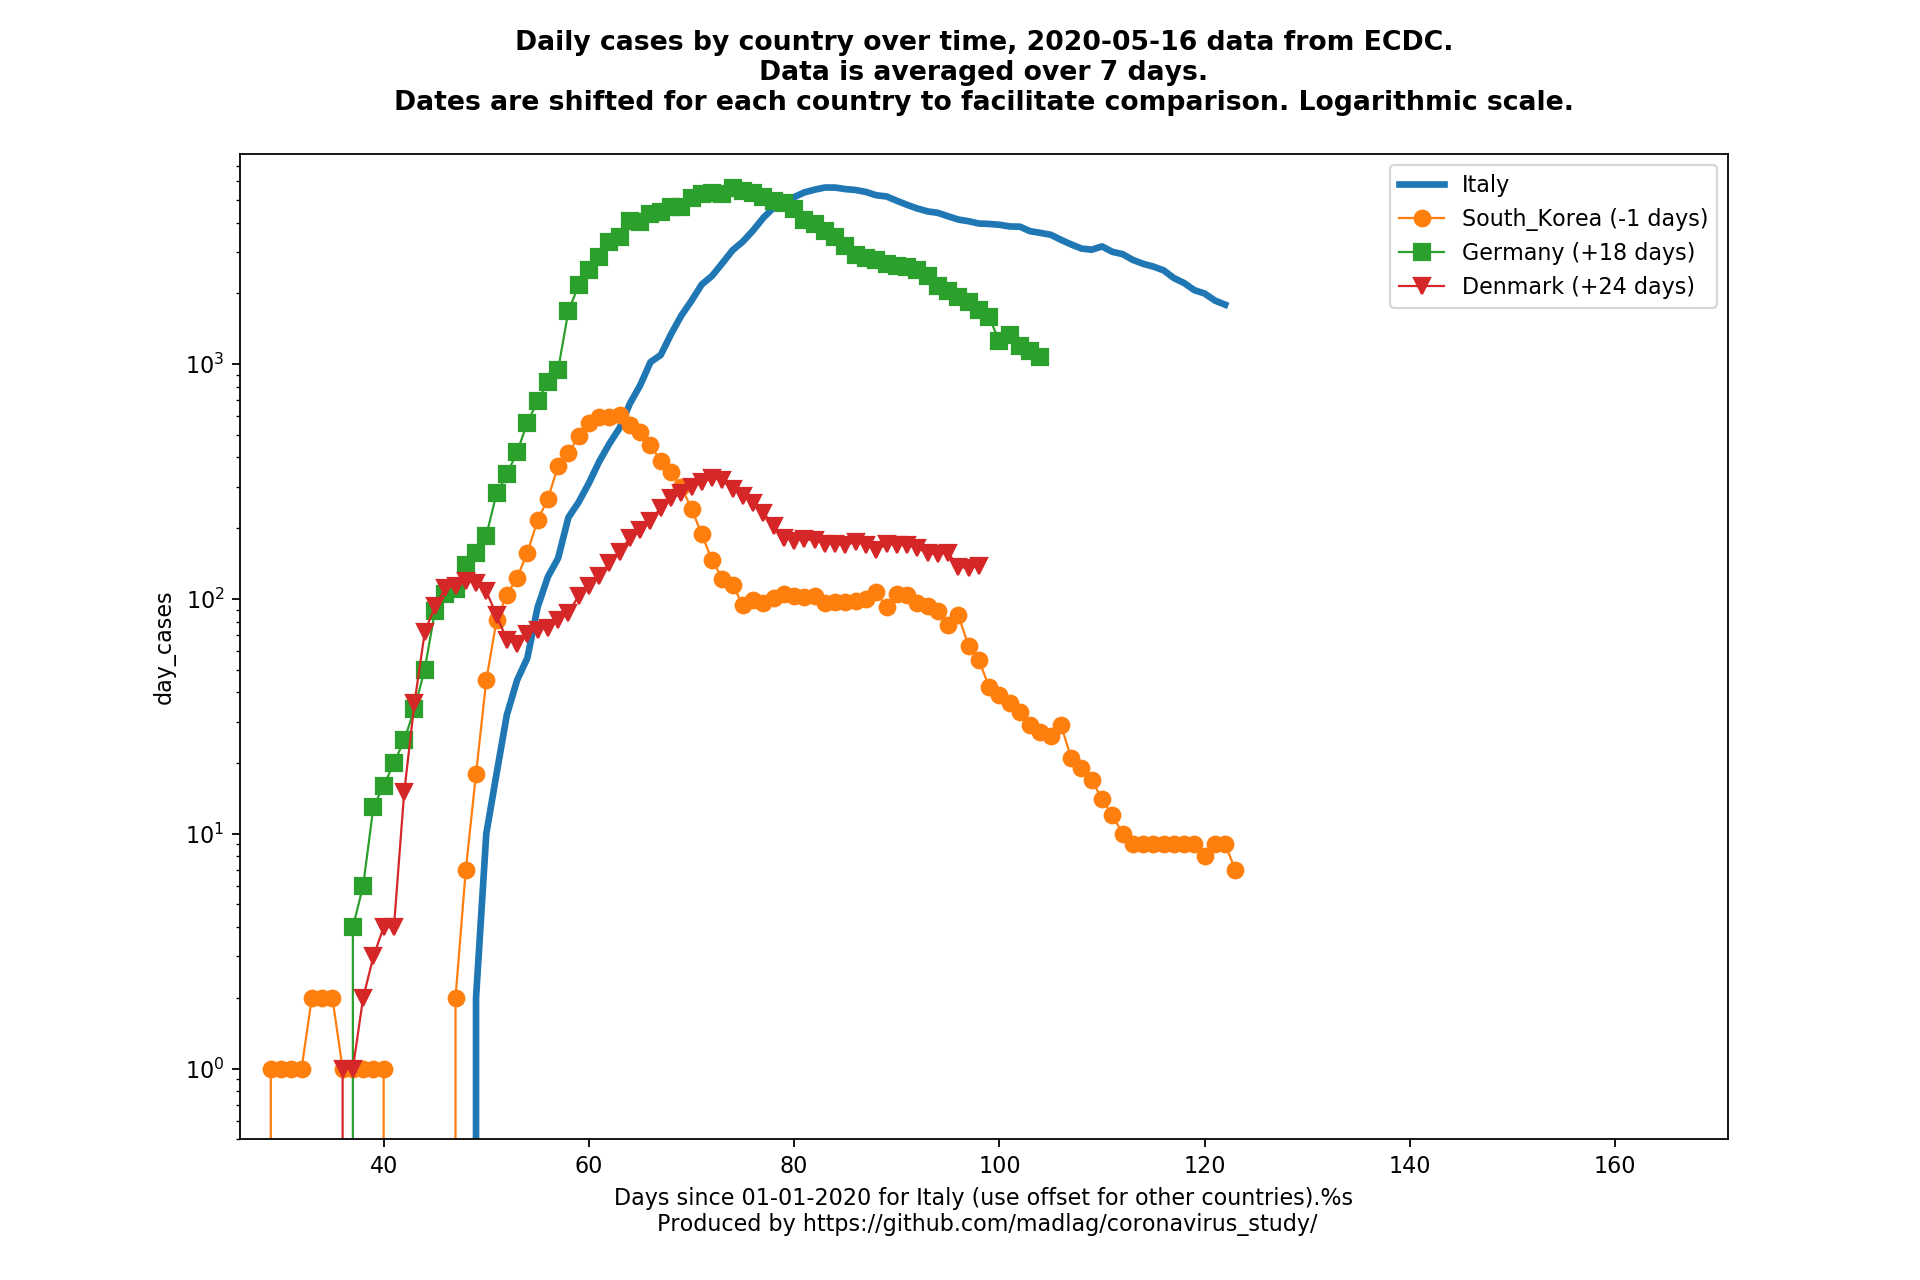 Daily cases by country over time, 2020-05-16 data from ECDC.
Data is averaged over 7 days.
Dates are shifted for each country to facilitate comparison. Logarithmic scale.
Italy
South_Korea (-1 days)
Germany (+18 days)
Denmark (+24 days)
day_cases
10³
10²
10¹
10⁰
40 60 80 100 120 140 160
Days since 01-01-2020 for Italy (use offset for other countries).%s
Produced by https://github.com/madlag/coronavirus_study/